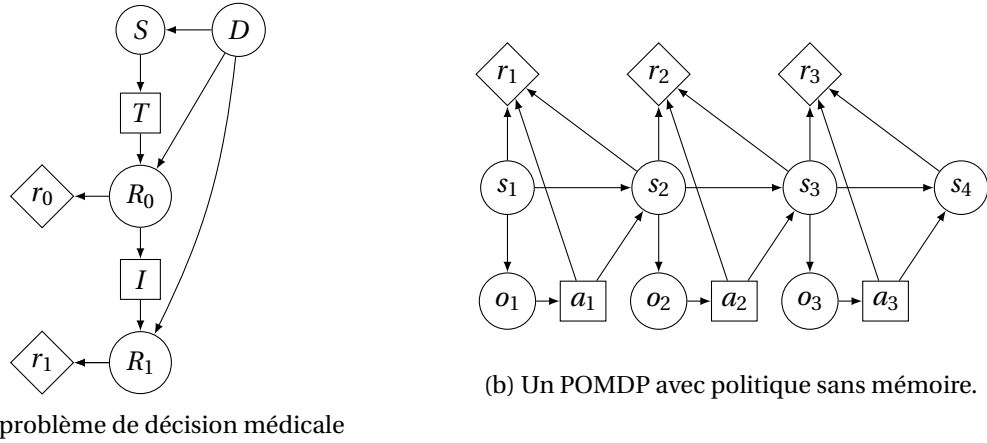 S D
T
r0 R0
I
r1 R1
problème de décision médicale
r1 r2 r3
s1 s2 s3 s4
o1 a1 o2 a2 o3 a3
(b) Un POMDP avec politique sans mémoire.